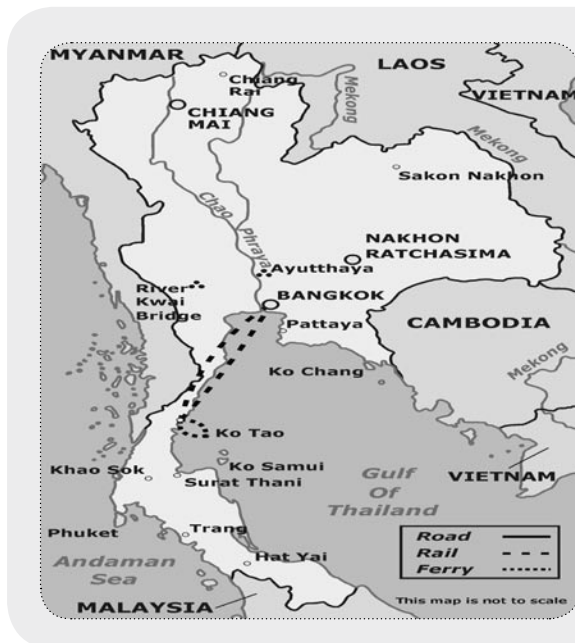 MYANMAR
LAOS
Chiang
Rai
Mekong
VIETNAM
CHIANG
MAI
Mekong
Sakon Nakhon
Chao
Phraya
NAKHON
RATCHASIMA
Ayutthaya
River
Kwai
Bridge
BANGKOK
Pattaya
CAMBODIA
Mekong
Ko Chang
Ko Tao
Ko Samui
Khao Sok
Surat Thani
Gulf
Of
Thailand
VIETNAM
Phuket
Trang
Road
Rail
Ferry
Andaman
Sea
Hat Yai
MALAYSIA
This map is not to scale